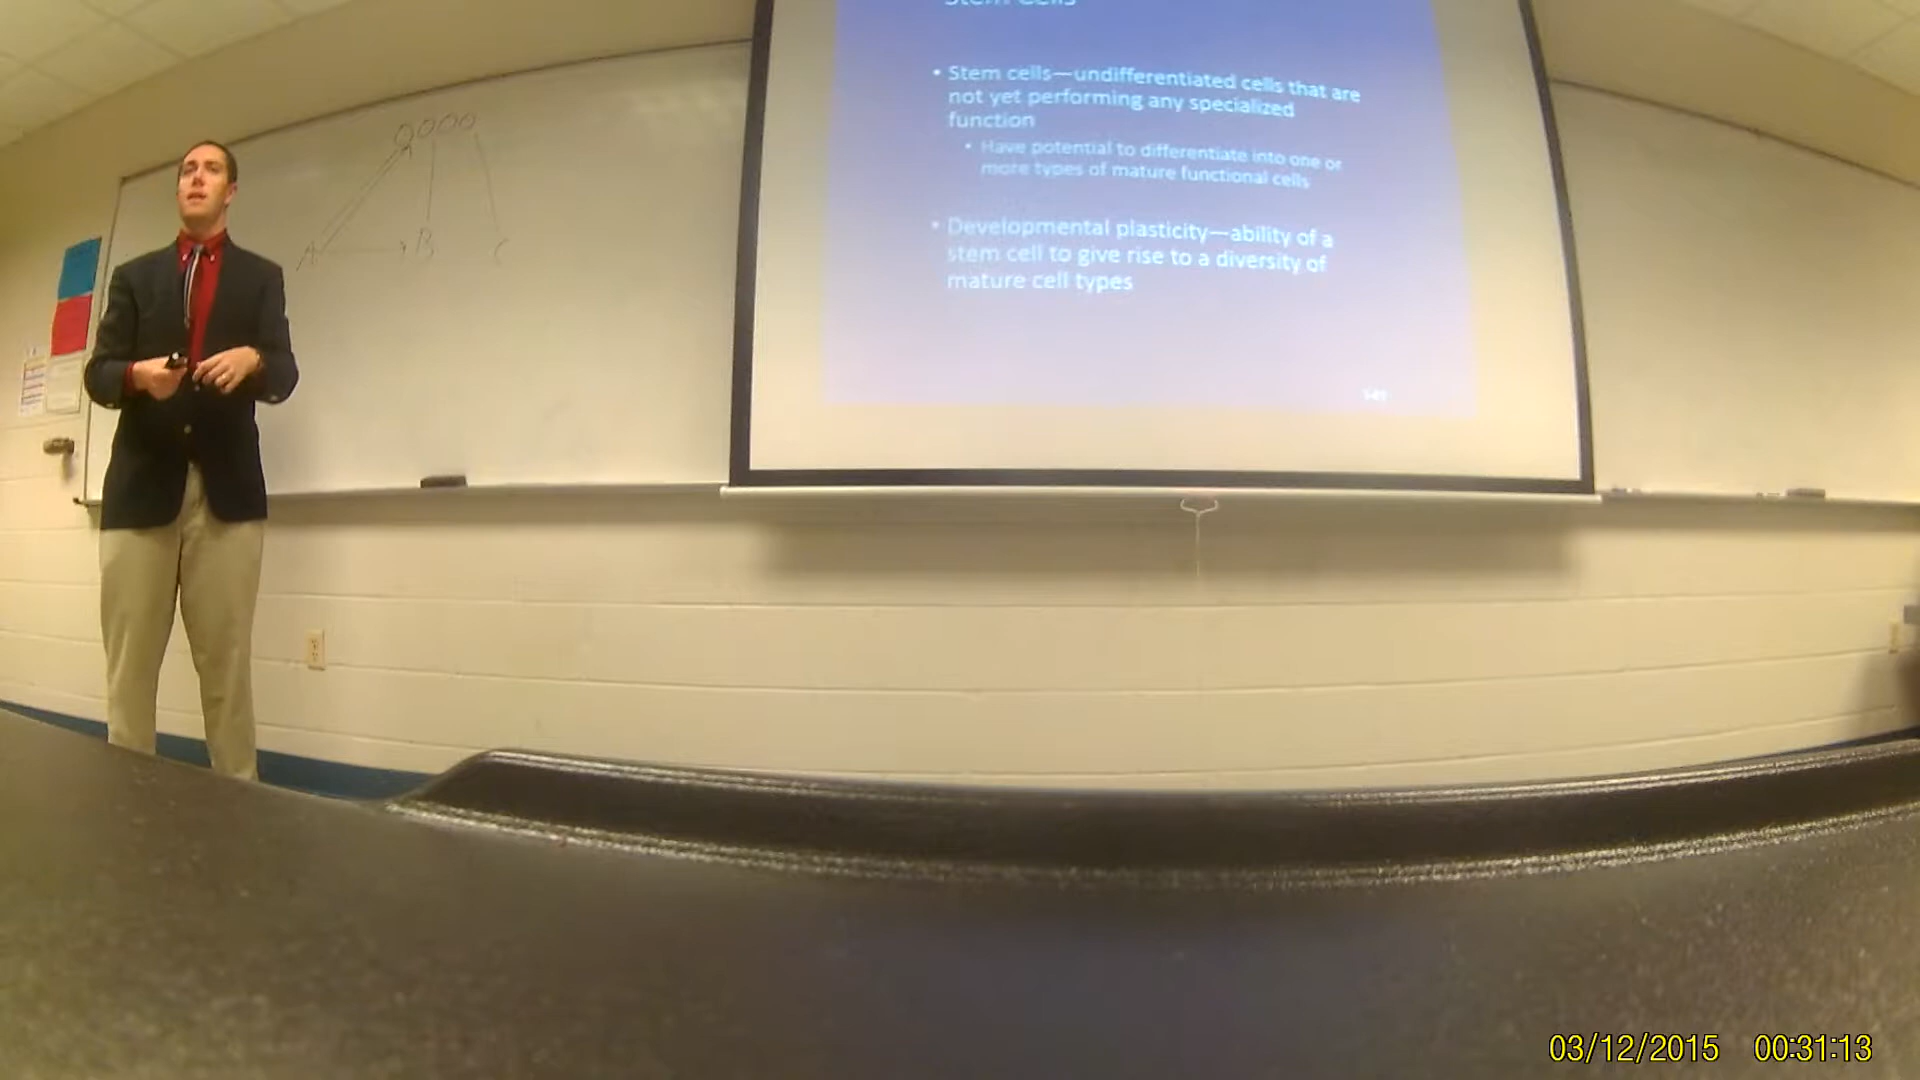 Stem Cells
• Stem cells—undifferentiated cells that are
not yet performing any specialized
function
• Have potential to differentiate into one or
more types of mature functional cells
• Developmental plasticity—ability of a
stem cell to give rise to a diversity of
mature cell types
A B C
03/12/2015 00:31:13